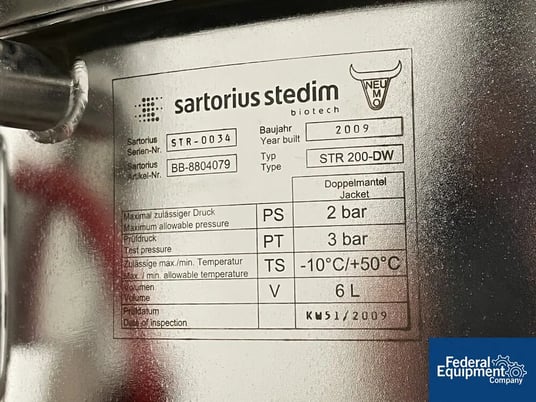 sartorius stedim
biotech
NEU
MO
Sartorius Serien-Nr. STR-0034
Baujahr
Year built 2009
Sartorius Artikel-Nr. BB-8804079
Typ
Type STR 200-DW
Doppelmantel
Jacket
Maximal zulässiger Druck
Maximum allowable pressure PS 2 bar
Prüfdruck
Test pressure PT 3 bar
Zulässige max./min. Temperatur
Max. / min. allowable temperature TS -10°C/+50°C
Volumen
Volume V 6 L
Prüfdatum
Date of inspection KW51/2009
Federal
Equipment
Company